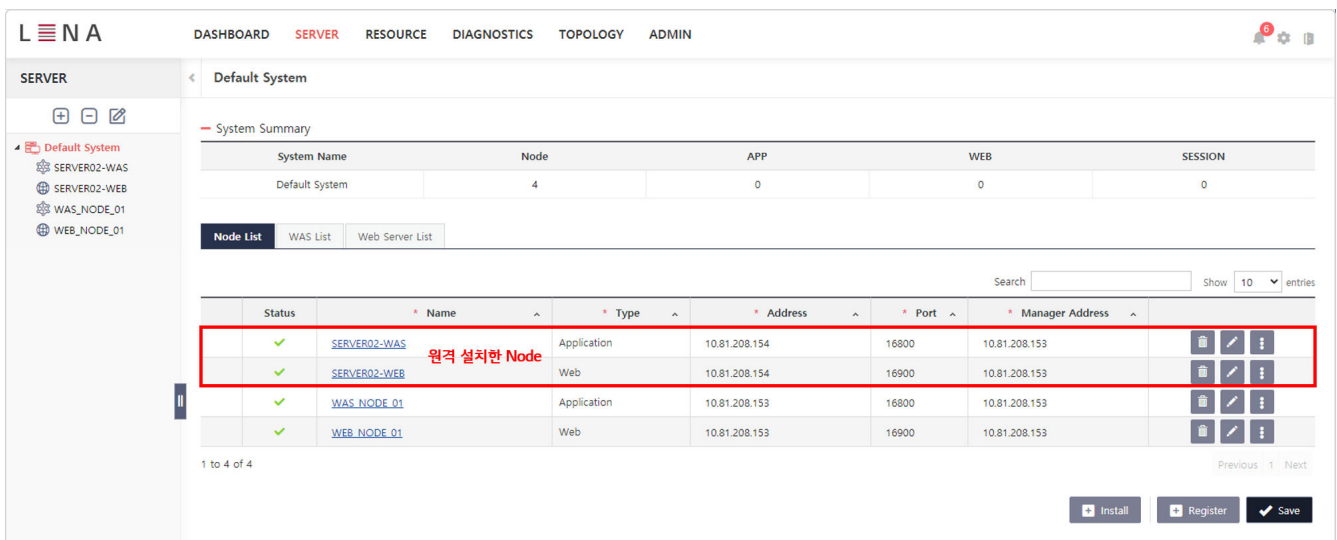 LENA DASHBOARD SERVER RESOURCE DIAGNOSTICS TOPOLOGY ADMIN 6
SERVER Default System
Default System
SERVER02-WAS
SERVER02-WEB
WAS_NODE_01
WEB_NODE_01
System Summary
System Name Node APP WEB SESSION
Default System 4 0 0 0
Node List WAS List Web Server List
Search Show 10 entries
Status * Name * Type * Address * Port * Manager Address
SERVER02-WAS Application 10.81.208.154 16800 10.81.208.153
원격 설치한 Node
SERVER02-WEB Web 10.81.208.154 16900 10.81.208.153
WAS_NODE_01 Application 10.81.208.153 16800 10.81.208.153
WEB_NODE_01 Web 10.81.208.153 16900 10.81.208.153
1 to 4 of 4 Previous 1 Next
Install Register Save